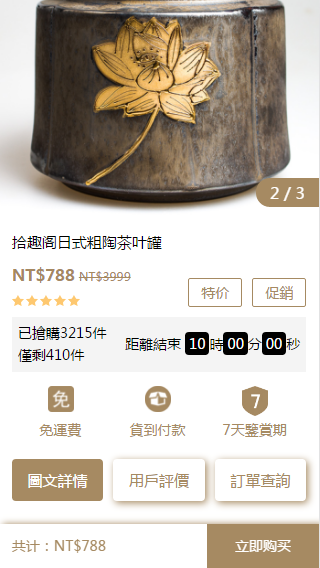 2 / 3
拾趣阁日式粗陶茶叶罐
NT$788 NT$3999
特价 促銷
已搶購3215件
僅剩410件
距離結束 10 時 00 分 00 秒
免 7
免運費 貨到付款 7天鑒賞期
圖文詳情 用戶評價 訂單查詢
共计：NT$788 立即购买